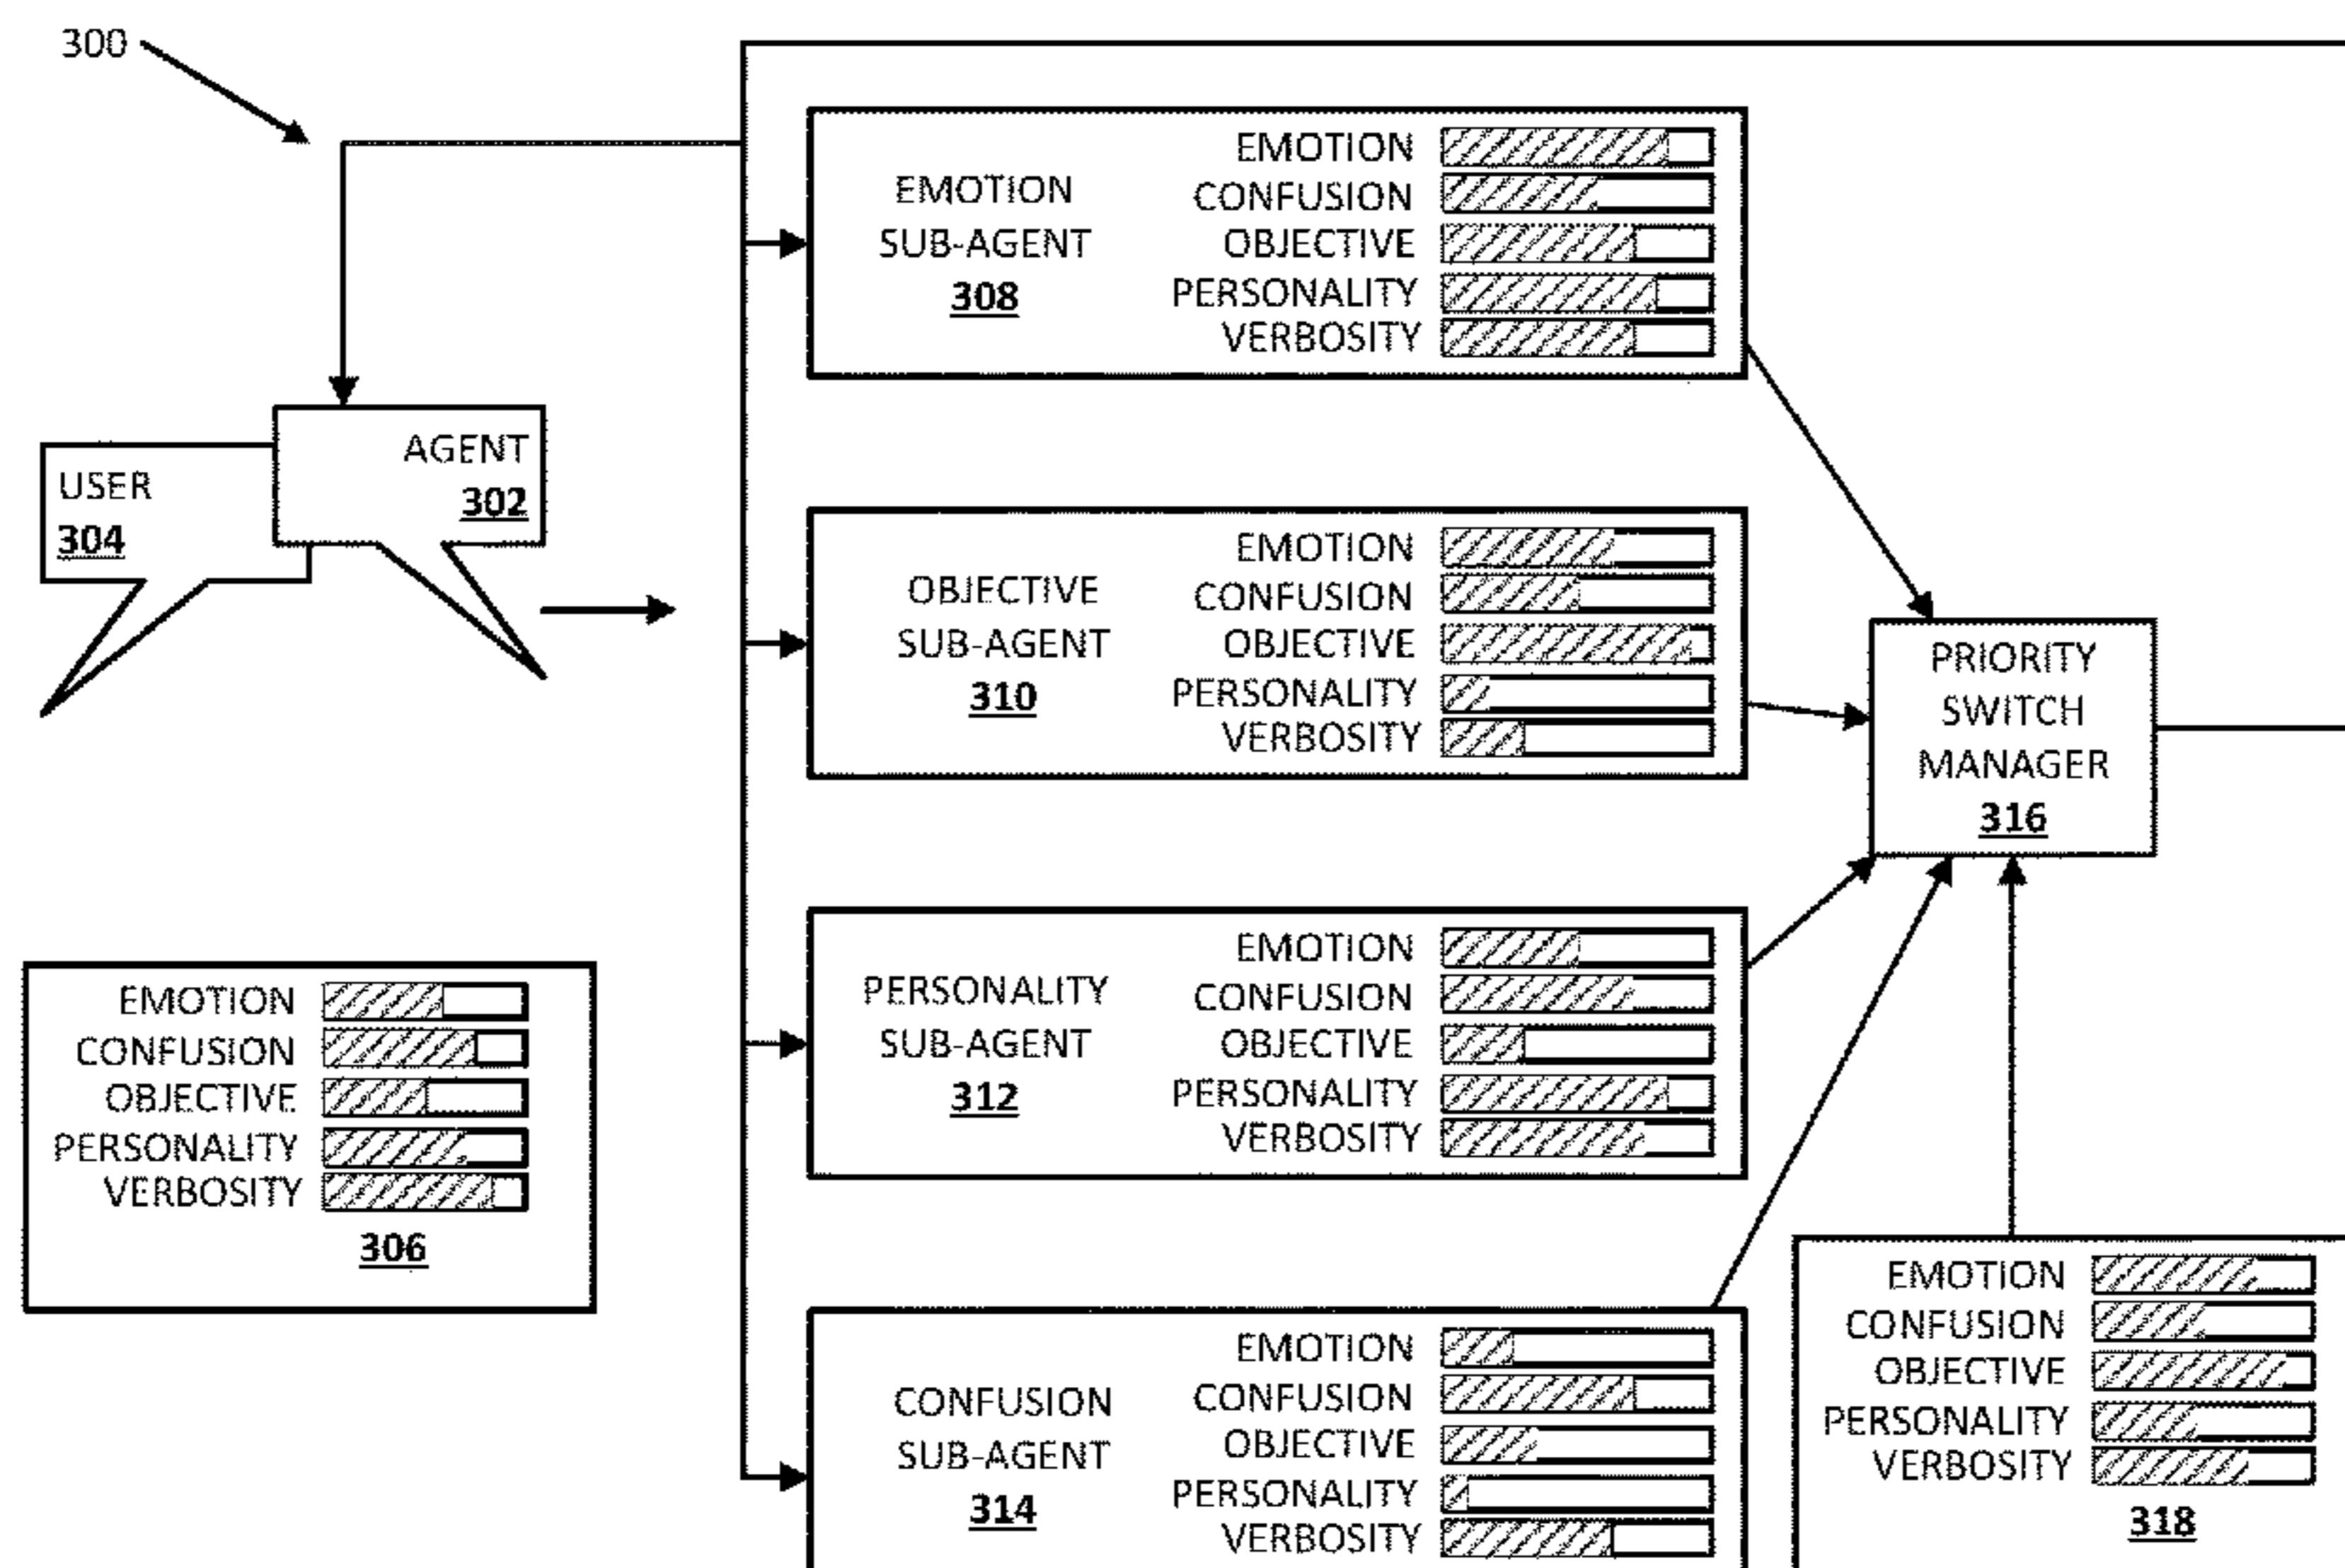 300
EMOTION
SUB-AGENT
308
EMOTION
CONFUSION
OBJECTIVE
PERSONALITY
VERBOSITY
USER
304
AGENT
302
OBJECTIVE
SUB-AGENT
310
EMOTION
CONFUSION
OBJECTIVE
PERSONALITY
VERBOSITY
PRIORITY
SWITCH
MANAGER
316
EMOTION
CONFUSION
OBJECTIVE
PERSONALITY
VERBOSITY
306
PERSONALITY
SUB-AGENT
312
EMOTION
CONFUSION
OBJECTIVE
PERSONALITY
VERBOSITY
CONFUSION
SUB-AGENT
314
EMOTION
CONFUSION
OBJECTIVE
PERSONALITY
VERBOSITY
EMOTION
CONFUSION
OBJECTIVE
PERSONALITY
VERBOSITY
318